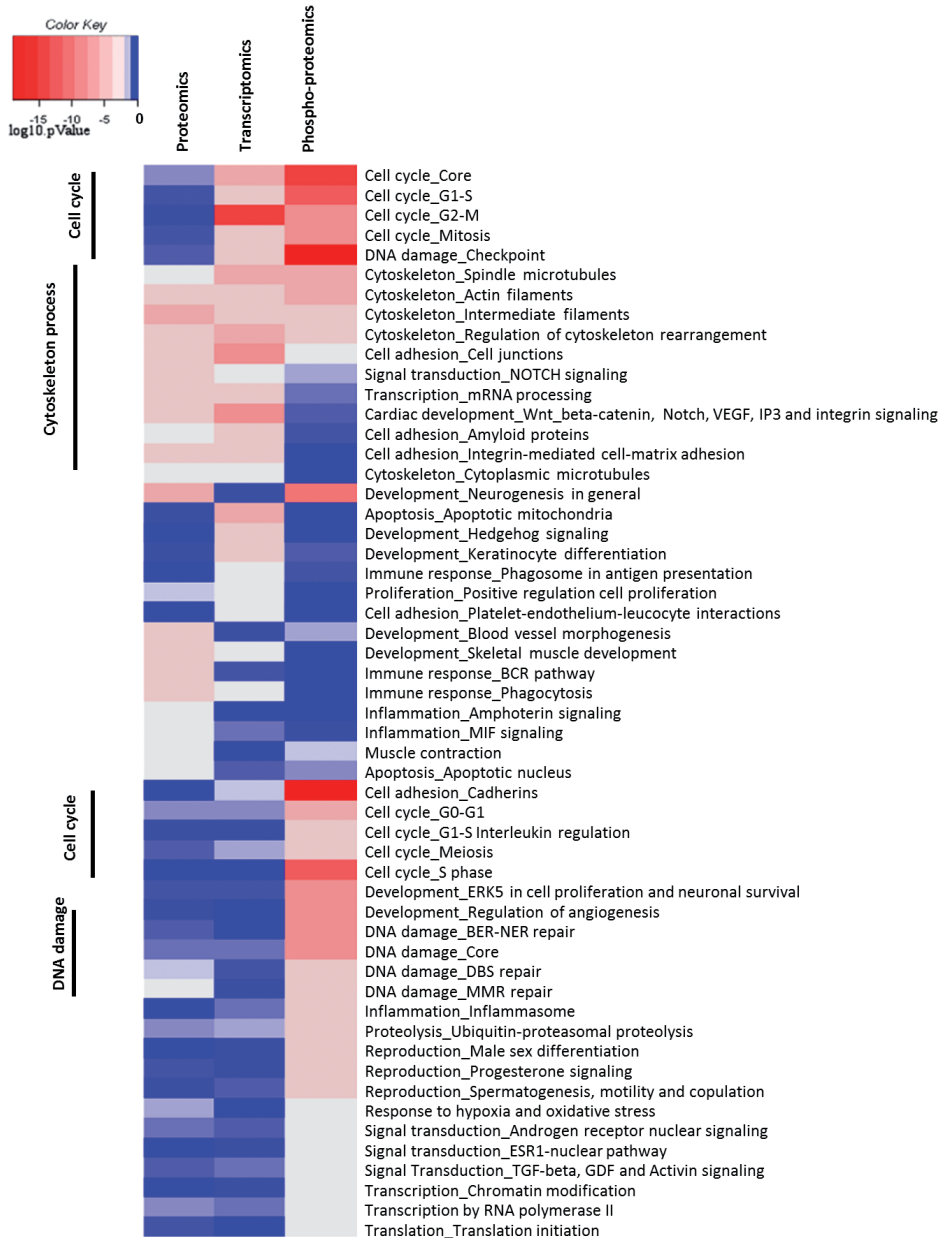 Color Key
-15 -10 -5 0
log10.pValue
Proteomics
Transcriptomics
Phospho-proteomics
Cell cycle
Cytoskeleton process
Cell cycle
DNA damage
Cell cycle_Core
Cell cycle_G1-S
Cell cycle_G2-M
Cell cycle_Mitosis
DNA damage_Checkpoint
Cytoskeleton_Spindle microtubules
Cytoskeleton_Actin filaments
Cytoskeleton_Intermediate filaments
Cytoskeleton_Regulation of cytoskeleton rearrangement
Cell adhesion_Cell junctions
Signal transduction_NOTCH signaling
Transcription_mRNA processing
Cardiac development_Wnt_beta-catenin, Notch, VEGF, IP3 and integrin signaling
Cell adhesion_Amyloid proteins
Cell adhesion_Integrin-mediated cell-matrix adhesion
Cytoskeleton_Cytoplasmic microtubules
Development_Neurogenesis in general
Apoptosis_Apoptotic mitochondria
Development_Hedgehog signaling
Development_Keratinocyte differentiation
Immune response_Phagosome in antigen presentation
Proliferation_Positive regulation cell proliferation
Cell adhesion_Platelet-endothelium-leucocyte interactions
Development_Blood vessel morphogenesis
Development_Skeletal muscle development
Immune response_BCR pathway
Immune response_Phagocytosis
Inflammation_Amphoterin signaling
Inflammation_MIF signaling
Muscle contraction
Apoptosis_Apoptotic nucleus
Cell adhesion_Cadherins
Cell cycle_G0-G1
Cell cycle_G1-S Interleukin regulation
Cell cycle_Meiosis
Cell cycle_S phase
Development_ERK5 in cell proliferation and neuronal survival
Development_Regulation of angiogenesis
DNA damage_BER-NER repair
DNA damage_Core
DNA damage_DBS repair
DNA damage_MMR repair
Inflammation_Inflammasome
Proteolysis_Ubiquitin-proteasomal proteolysis
Reproduction_Male sex differentiation
Reproduction_Progesterone signaling
Reproduction_Spermatogenesis, motility and copulation
Response to hypoxia and oxidative stress
Signal transduction_Androgen receptor nuclear signaling
Signal transduction_ESR1-nuclear pathway
Signal Transduction_TGF-beta, GDF and Activin signaling
Transcription_Chromatin modification
Transcription by RNA polymerase II
Translation_Translation initiation